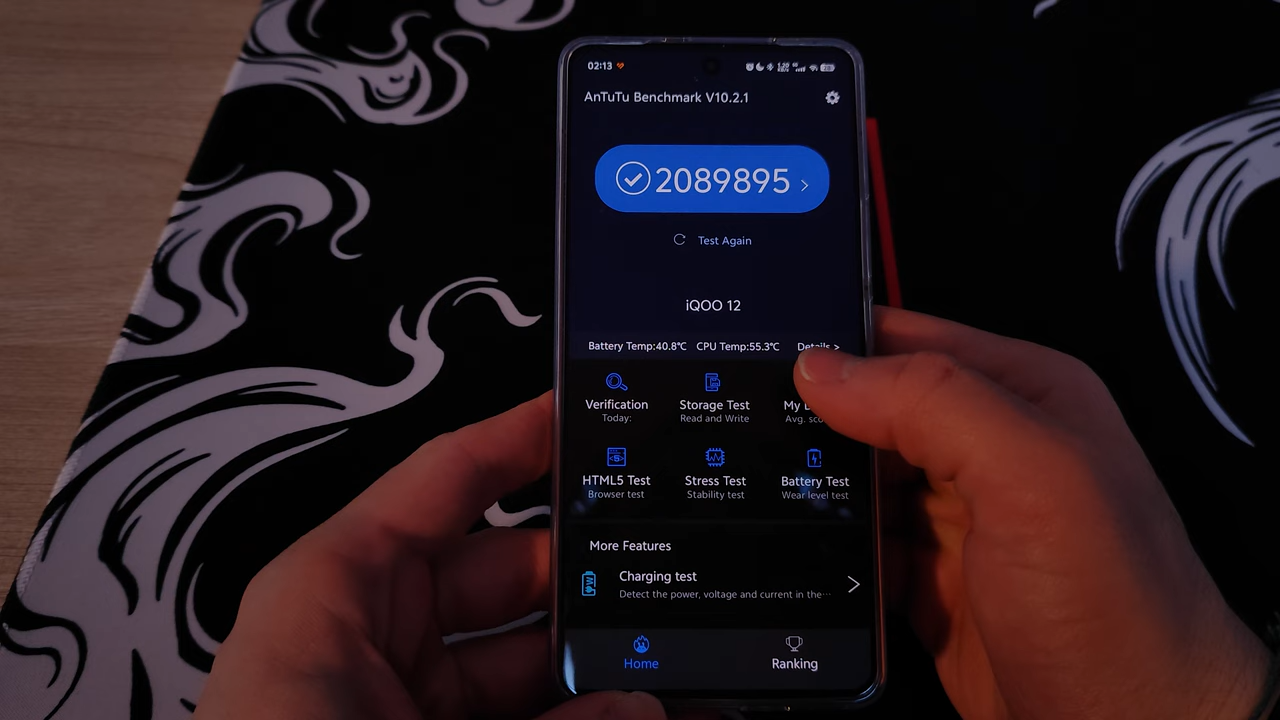 02:13
AnTuTu Benchmark V10.2.1
2089895
Test Again
iQOO 12
Battery Temp:40.8℃ CPU Temp:55.3℃ Details >
Verification Storage Test My
Today: Read and Write Avg.
HTML5 Test Stress Test Battery Test
Browser test Stability test Wear level test
More Features
Charging test
Detect the power, voltage and current in the···
Home Ranking